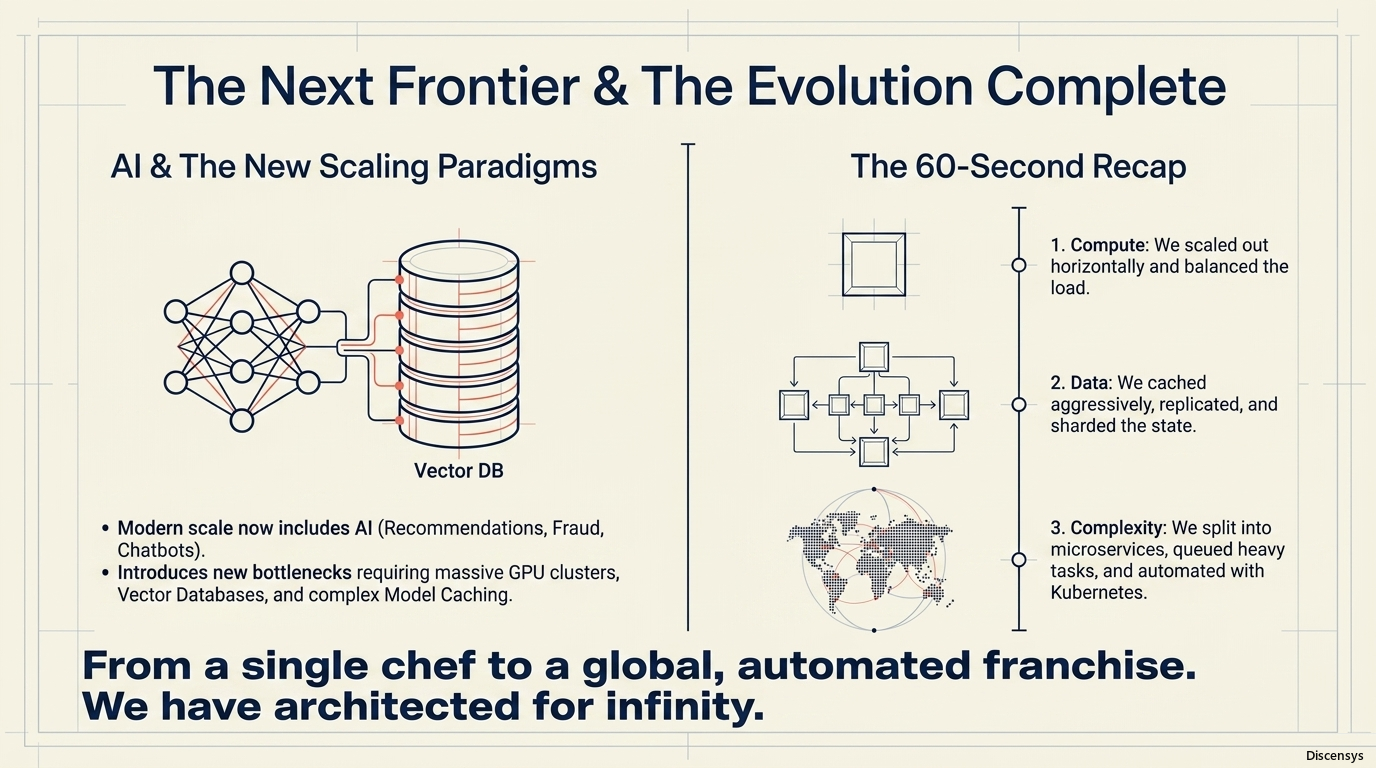 The Next Frontier & The Evolution Complete
AI & The New Scaling Paradigms
Vector DB
• Modern scale now includes AI (Recommendations, Fraud,
Chatbots).
• Introduces new bottlenecks requiring massive GPU clusters,
Vector Databases, and complex Model Caching.
The 60-Second Recap
1. Compute: We scaled out
horizontally and balanced the
load.
2. Data: We cached
aggressively, replicated, and
sharded the state.
3. Complexity: We split into
microservices, queued heavy
tasks, and automated with
Kubernetes.
From a single chef to a global, automated franchise.
We have architected for infinity.
Discensys